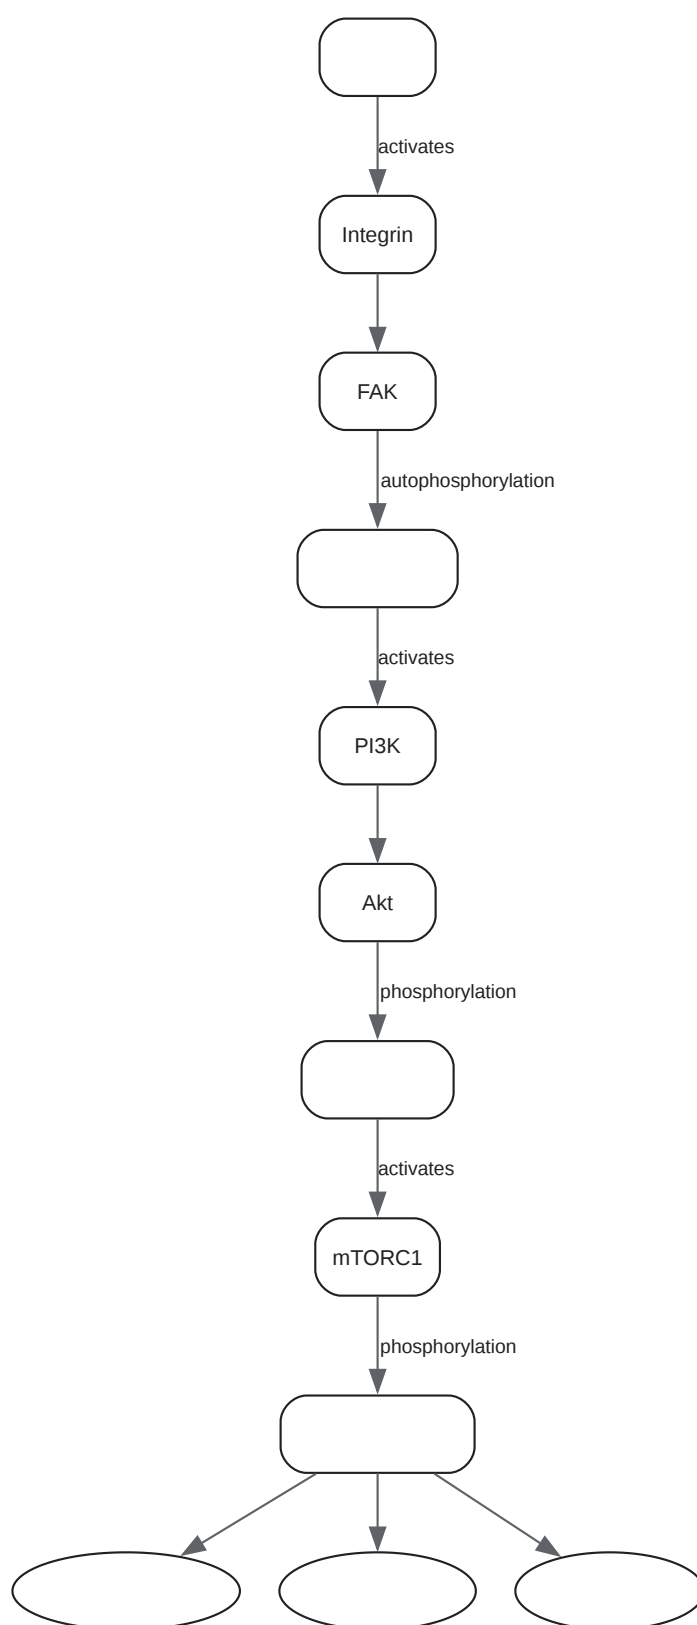 activates
Integrin
FAK
autophosphorylation
activates
PI3K
Akt
phosphorylation
activates
mTORC1
phosphorylation